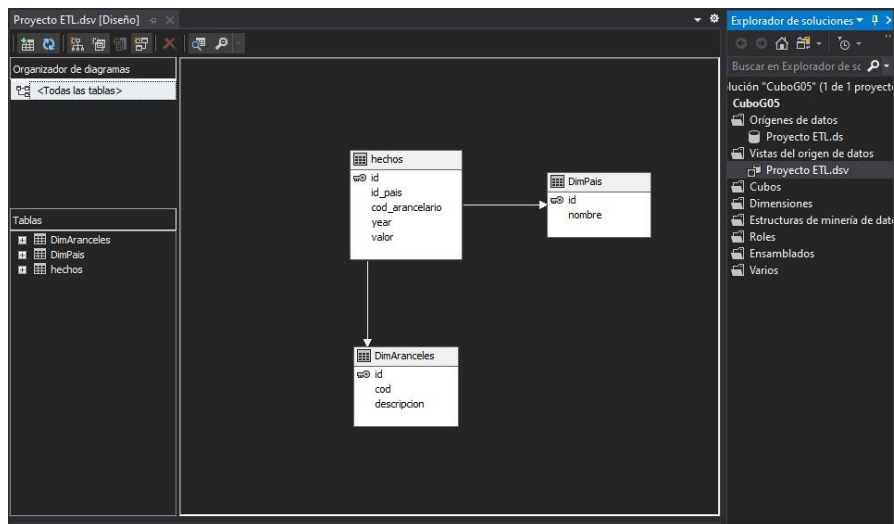 Proyecto ETL.dsv [Diseño]
Organizador de diagramas
<Todas las tablas>
Tablas
DimAranceles
DimPais
hechos
hechos
id
id_pais
cod_arancelario
year
valor
DimPais
id
nombre
DimAranceles
id
cod
descripcion
Explorador de soluciones
Buscar en Explorador de sc
lución "CuboG05" (1 de 1 proyect
CuboG05
Orígenes de datos
Proyecto ETL.ds
Vistas del origen de datos
Proyecto ETL.dsv
Cubos
Dimensiones
Estructuras de minería de dat
Roles
Ensamblados
Varios